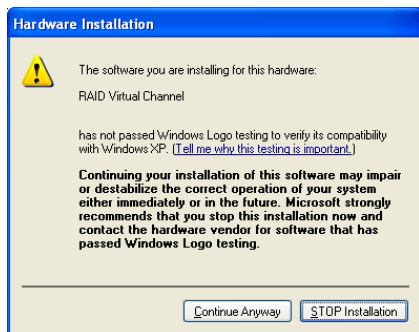 Hardware Installation
The software you are installing for this hardware:
RAID Virtual Channel
has not passed Windows Logo testing to verify its compatibility
with Windows XP. (Tell me why this testing is important.)
Continuing your installation of this software may impair
or destabilize the correct operation of your system
either immediately or in the future. Microsoft strongly
recommends that you stop this installation now and
contact the hardware vendor for software that has
passed Windows Logo testing.
Continue Anyway
STOP Installation